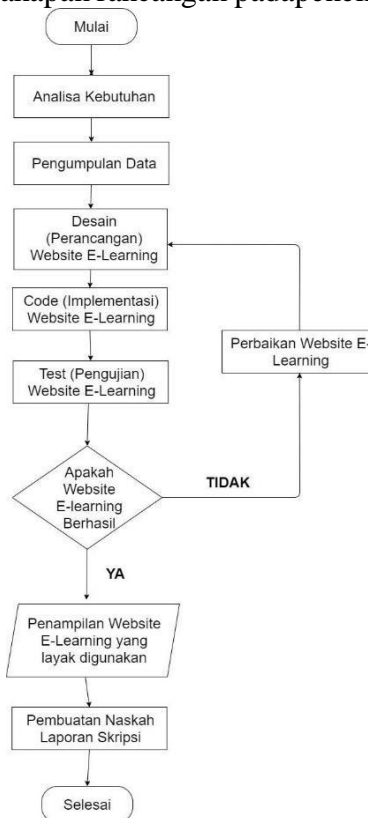 rancangan
Mulai
Analisa Kebutuhan
Pengumpulan Data
Desain
(Perancangan)
Website E-Learning
Code (Implementasi)
Website E-Learning
Perbaikan Website E-
Learning
Test (Pengujian)
Website E-Learning
Apakah
Website
E-learning
Berhasil
TIDAK
YA
Penampilan Website
E-Learning yang
layak digunakan
Pembuatan Naskah
Laporan Skripsi
Selesai